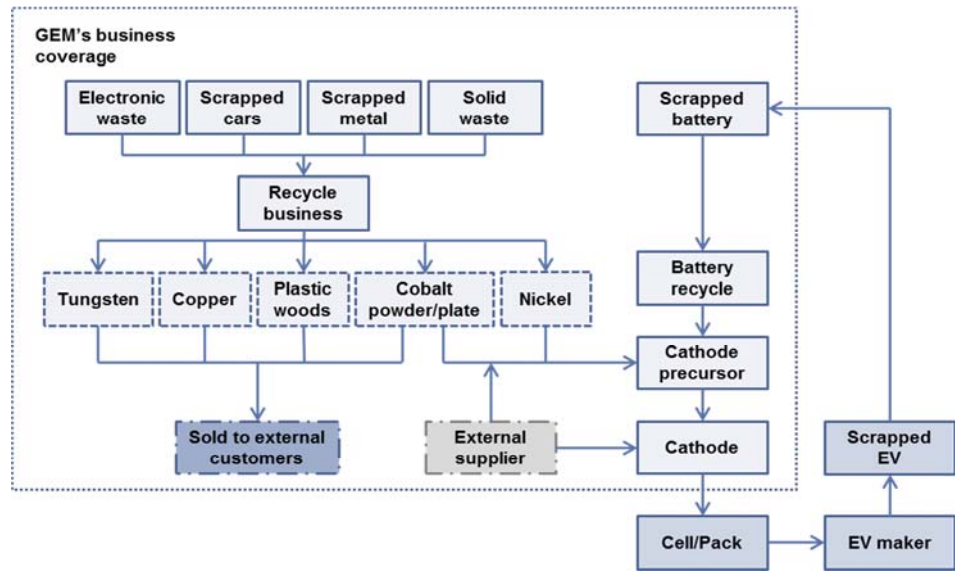 GEM's business
coverage
Electronic
waste
Scrapped
cars
Scrapped
metal
Solid
waste
Scrapped
battery
Recycle
business
Tungsten
Copper
Plastic
woods
Cobalt
powder/plate
Nickel
Battery
recycle
Cathode
precursor
Sold to external
customers
External
supplier
Cathode
Scrapped
EV
Cell/Pack
EV maker